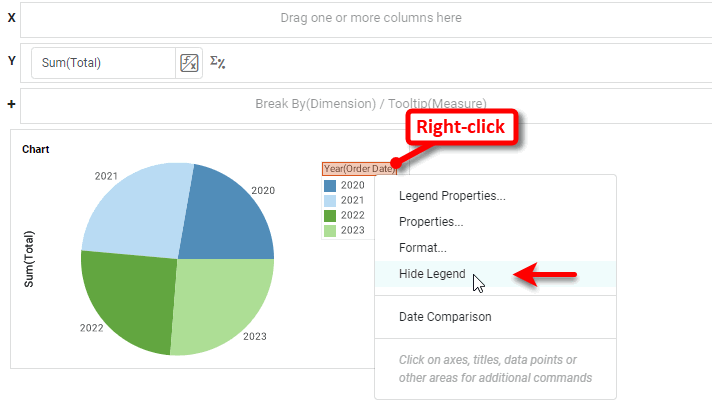 X
Drag one or more columns here
Y
Sum(Total)
f/x
Σ%
+
Break By(Dimension) / Tooltip(Measure)
Right-click
Chart
Year(Order Date)
2020
2021
2022
2023
2021
2020
2022
2023
Sum(Total)
Legend Properties...
Properties...
Format...
Hide Legend
Date Comparison
Click on axes, titles, data points or
other areas for additional commands